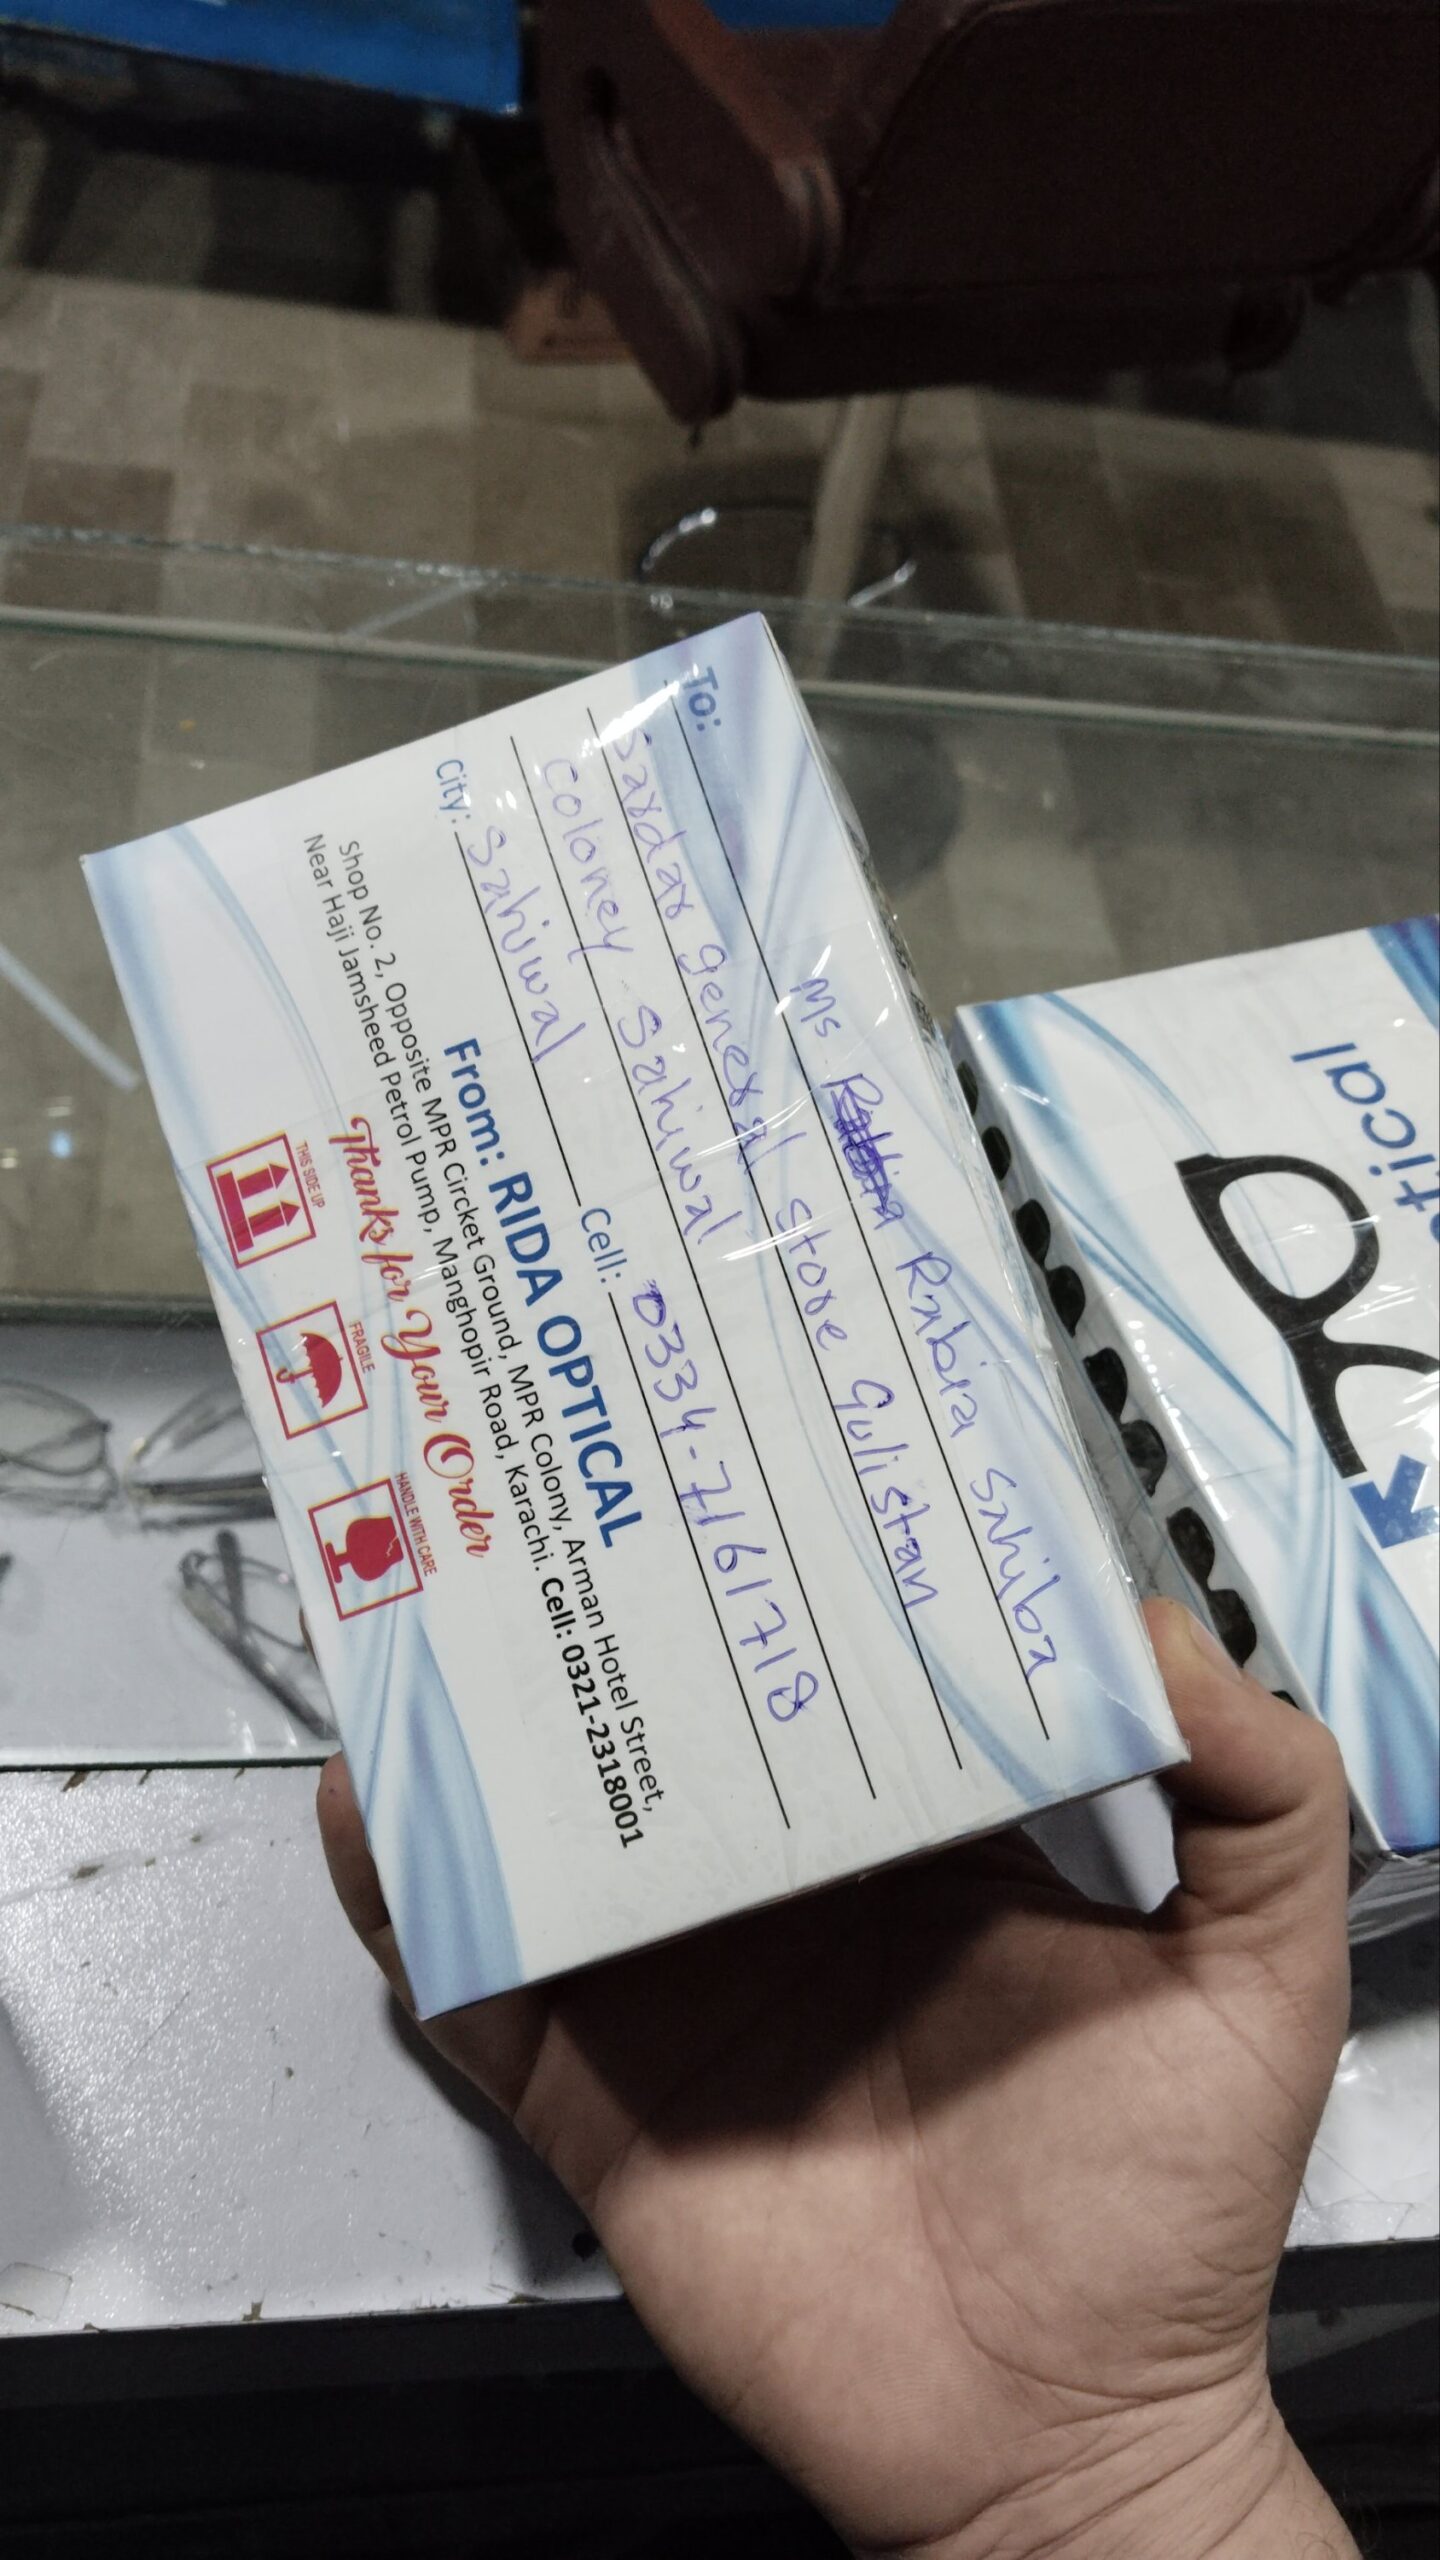 To: Ms. Rabia Rabia Sahiba
Sardar general store Gulistan
coloney Sahiwal
City: Sahiwal Cell: 0334-7161718
From: RIDA OPTICAL
Shop No. 2, Opposite MPR Circket Ground, MPR Colony, Arman Hotel Street,
Near Haji Jamsheed Petrol Pump, Manghopir Road, Karachi. Cell: 0321-2318001
Thanks for Your Order
THIS SIDE UP
FRAGILE
HANDLE WITH CARE
tical